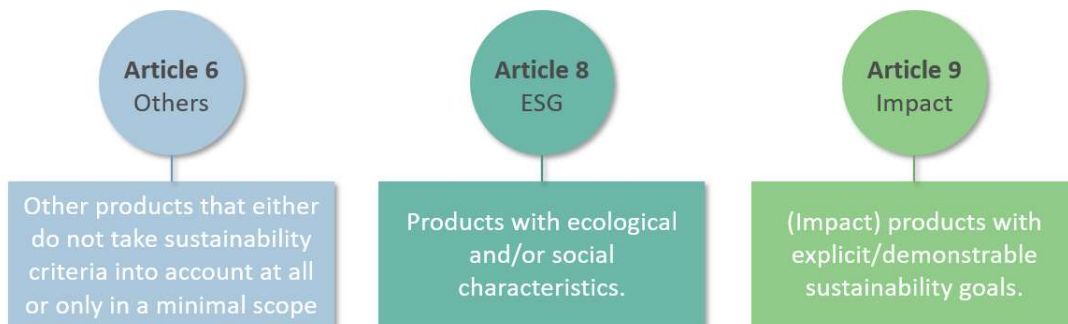 Article 6
Others
Other products that either
do not take sustainability
criteria into account at all
or only in a minimal scope
Article 8
ESG
Products with ecological
and/or social
characteristics.
Article 9
Impact
(Impact) products with
explicit/demonstrable
sustainability goals.